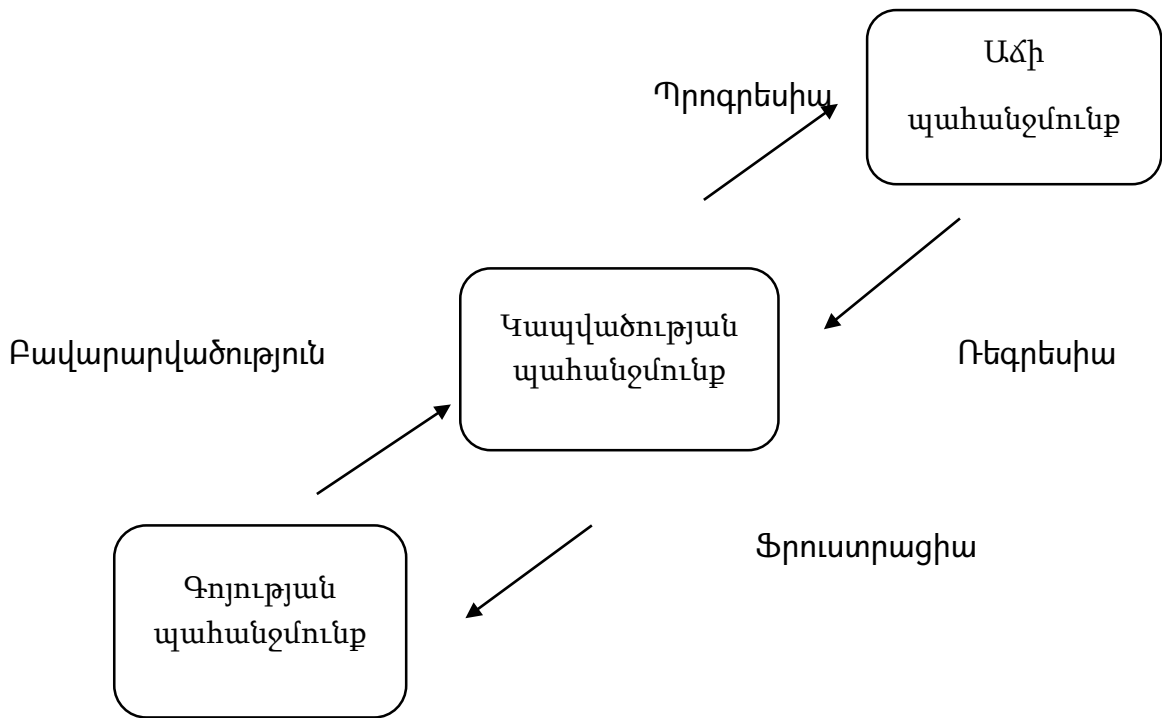 Աճի
պահանջմունք
Պրոգրեսիա
Կապվածության
պահանջմունք
Բավարարվածություն
Ռեգրեսիա
Ֆրուստրացիա
Գոյության
պահանջմունք